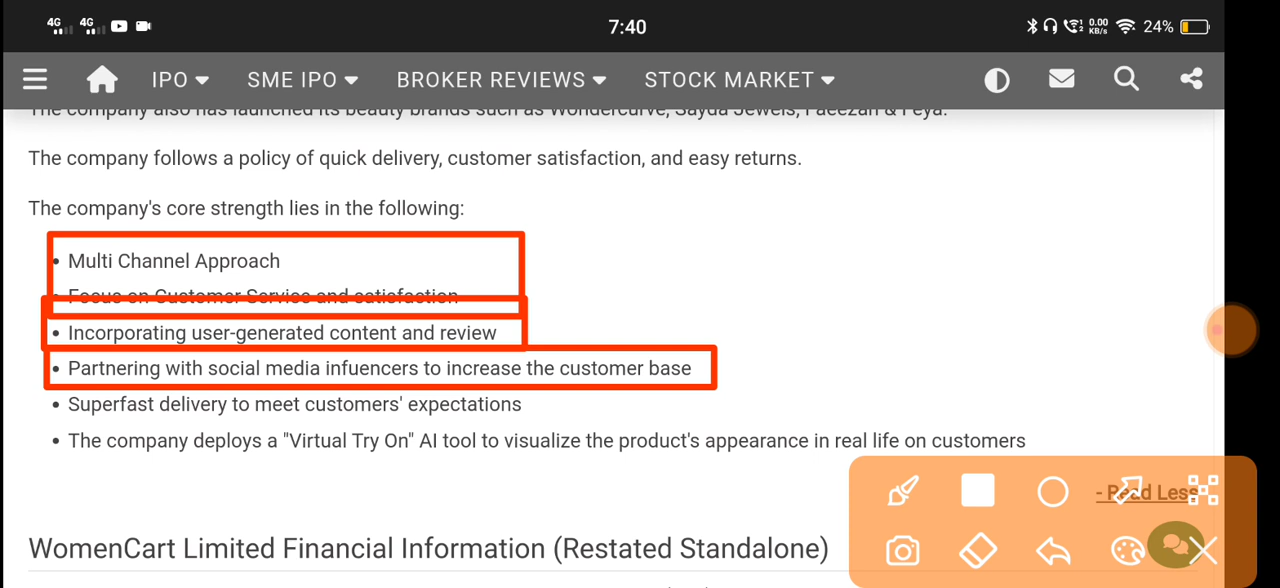 4G 4G 7:40 0.00 KB/s 24%
IPO SME IPO BROKER REVIEWS STOCK MARKET
The company also has launched its beauty brands such as Wondercurve, Sayda Jewels, Faeezah & Feya.
The company follows a policy of quick delivery, customer satisfaction, and easy returns.
The company's core strength lies in the following:
• Multi Channel Approach
• Focus on Customer Service and satisfaction
• Incorporating user-generated content and review
• Partnering with social media infuencers to increase the customer base
• Superfast delivery to meet customers' expectations
• The company deploys a "Virtual Try On" AI tool to visualize the product's appearance in real life on customers
- Read Less
WomenCart Limited Financial Information (Restated Standalone)